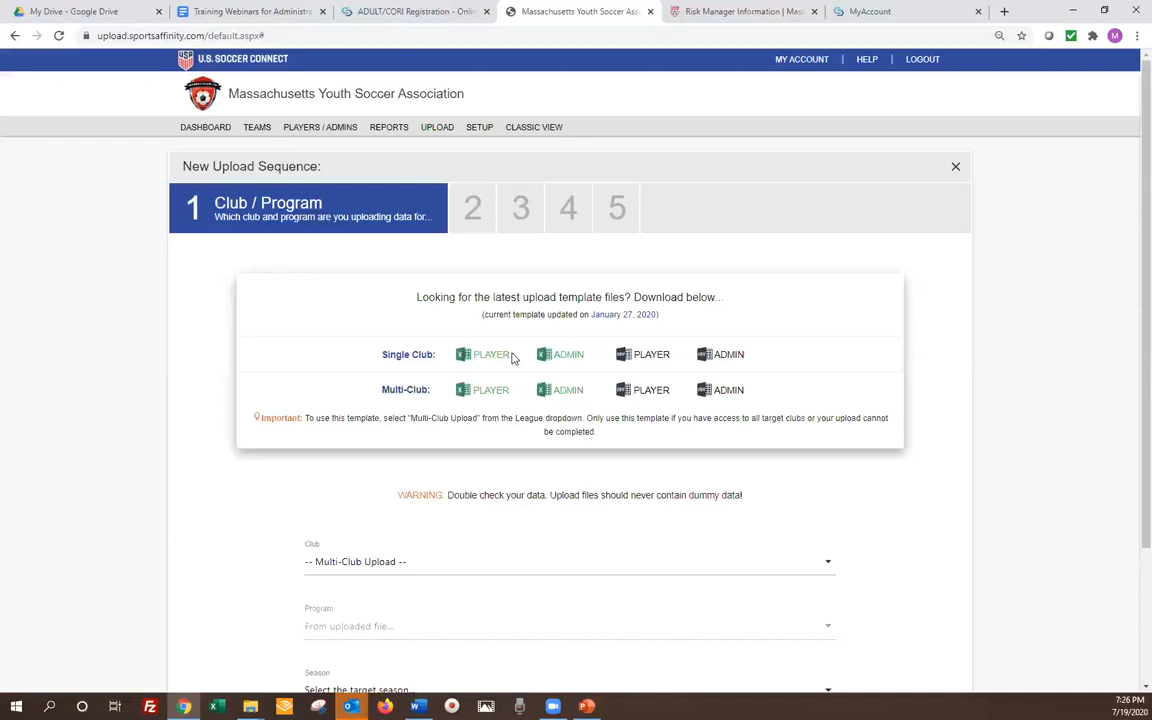 My Drive - Google Drive
Training Webinars for Administra
ADULT/CORI Registration - Onlin
Massachusetts Youth Soccer Asso
Risk Manager Information | Mass
MyAccount
upload.sportsaffinity.com/default.aspx#
M
U.S. SOCCER CONNECT
MY ACCOUNT | HELP | LOGOUT
Massachusetts Youth Soccer Association
DASHBOARD TEAMS PLAYERS / ADMINS REPORTS UPLOAD SETUP CLASSIC VIEW
New Upload Sequence:
1 Club / Program 2 3 4 5
Which club and program are you uploading data for...
Looking for the latest upload template files? Download below...
(current template updated on January 27, 2020)
Single Club: PLAYER ADMIN PLAYER ADMIN
Multi-Club: PLAYER ADMIN PLAYER ADMIN
Important: To use this template, select "Multi-Club Upload" from the League dropdown. Only use this template if you have access to all target clubs or your upload cannot
be completed.
WARNING: Double check your data. Upload files should never contain dummy data!
Club
-- Multi-Club Upload --
Program
From uploaded file...
Season
Select the target season...
7:26 PM
7/19/2020